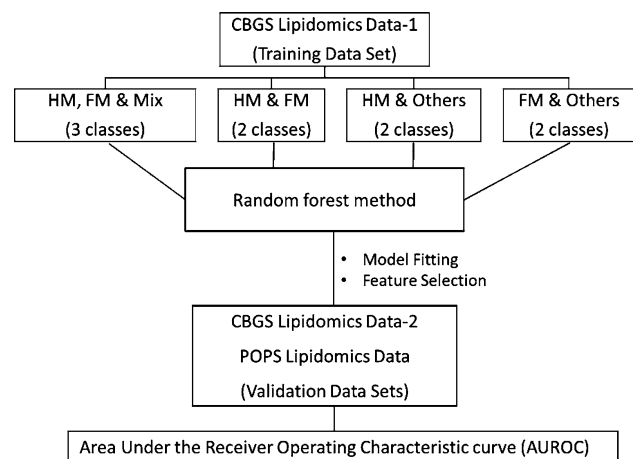 CBGS Lipidomics Data-1
(Training Data Set)
HM, FM & Mix
(3 classes)
HM & FM
(2 classes)
HM & Others
(2 classes)
FM & Others
(2 classes)
Random forest method
• Model Fitting
• Feature Selection
CBGS Lipidomics Data-2
POPS Lipidomics Data
(Validation Data Sets)
Area Under the Receiver Operating Characteristic curve (AUROC)